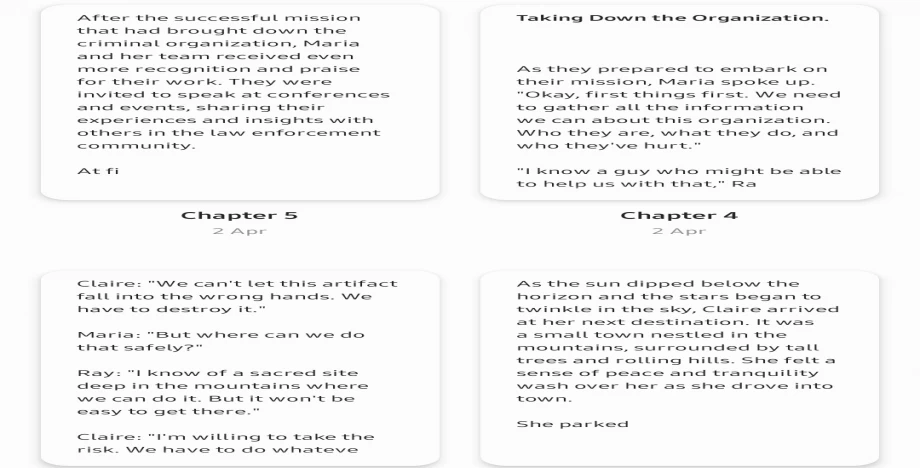 After the successful mission
that had brought down the
criminal organization, Maria
and her team received even
more recognition and praise
for their work. They were
invited to speak at conferences
and events, sharing their
experiences and insights with
others in the law enforcement
community.
At fi
Chapter 5
2 Apr
Taking Down the Organization.
As they prepared to embark on
their mission, Maria spoke up.
"Okay, first things first. We need
to gather all the information
we can about this organization.
Who they are, what they do, and
who they've hurt."
"I know a guy who might be able
to help us with that," Ra
Chapter 4
2 Apr
Claire: "We can't let this artifact
fall into the wrong hands. We
have to destroy it."
Maria: "But where can we do
that safely?"
Ray: "I know of a sacred site
deep in the mountains where
we can do it. But it won't be
easy to get there."
Claire: "I'm willing to take the
risk. We have to do whateve
As the sun dipped below the
horizon and the stars began to
twinkle in the sky, Claire arrived
at her next destination. It was
a small town nestled in the
mountains, surrounded by tall
trees and rolling hills. She felt a
sense of peace and tranquility
wash over her as she drove into
town.
She parked